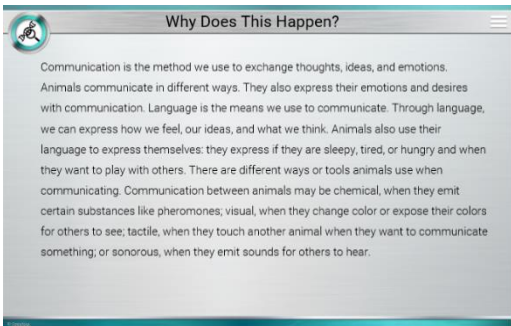 Why Does This Happen?
Communication is the method we use to exchange thoughts, ideas, and emotions.
Animals communicate in different ways. They also express their emotions and desires
with communication. Language is the means we use to communicate. Through language,
we can express how we feel, our ideas, and what we think. Animals also use their
language to express themselves: they express if they are sleepy, tired, or hungry and when
they want to play with others. There are different ways or tools animals use when
communicating. Communication between animals may be chemical, when they emit
certain substances like pheromones; visual, when they change color or expose their colors
for others to see; tactile, when they touch another animal when they want to communicate
something; or sonorous, when they emit sounds for others to hear.